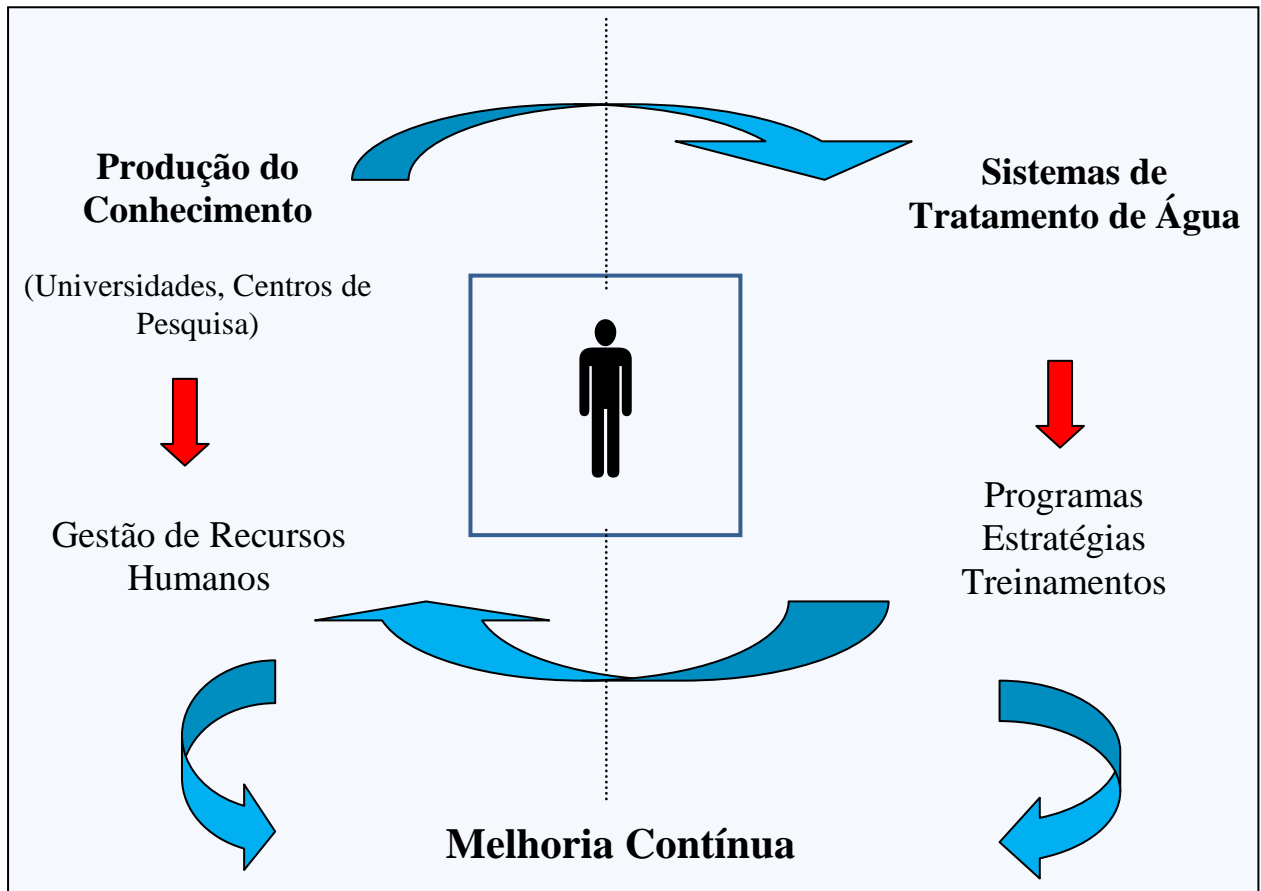 Produção do
Conhecimento
(Universidades, Centros de
Pesquisa)
Gestão de Recursos
Humanos
Sistemas de
Tratamento de Água
Programas
Estratégias
Treinamentos
Melhoria Contínua